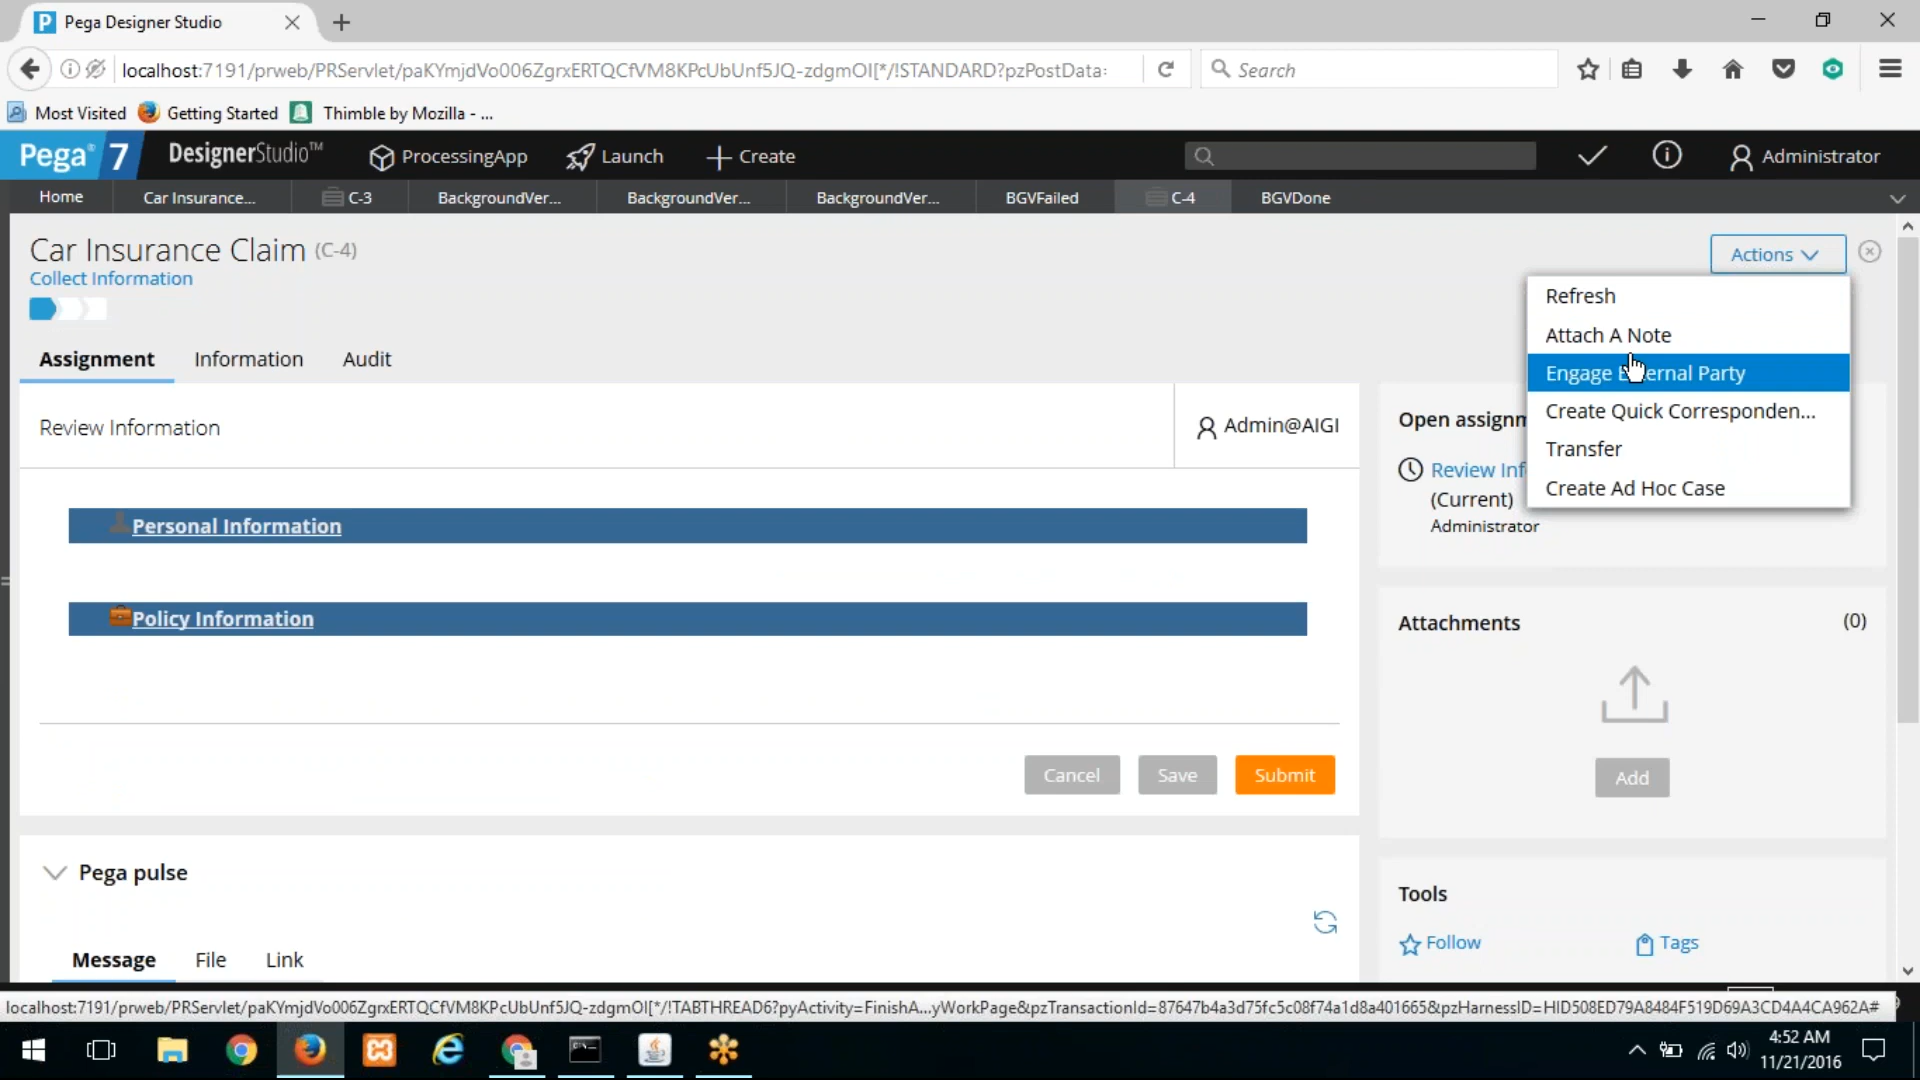 Pega Designer Studio
localhost:7191/prweb/PRServlet/paKYmjdVo006ZgrxERTQCfVM8KPcUbUnf5JQ-zdgmOI[*/!STANDARD?pzPostData:
Search
Most Visited
Getting Started
Thimble by Mozilla - ...
Pega 7
DesignerStudio™
ProcessingApp
Launch
Create
Administrator
Home
Car Insurance...
C-3
BackgroundVer...
BackgroundVer...
BackgroundVer...
BGVFailed
C-4
BGVDone
Car Insurance Claim (C-4)
Collect Information
Actions
Refresh
Attach A Note
Engage External Party
Create Quick Corresponden...
Transfer
Create Ad Hoc Case
Assignment
Information
Audit
Review Information
Admin@AIGI
Personal Information
Policy Information
Cancel
Save
Submit
Open assignm
Review Inf
(Current)
Administrator
Attachments
(0)
Add
Pega pulse
Message
File
Link
Tools
Follow
Tags
localhost:7191/prweb/PRServlet/paKYmjdVo006ZgrxERTQCfVM8KPcUbUnf5JQ-zdgmOI[*/!TABTHREAD6?pyActivity=FinishA...yWorkPage&pzTransactionId=87647b4a3d75fc5c08f74a1d8a401665&pzHarnessID=HID508ED79A8484F519D69A3CD4A4CA962A#
4:52 AM
11/21/2016